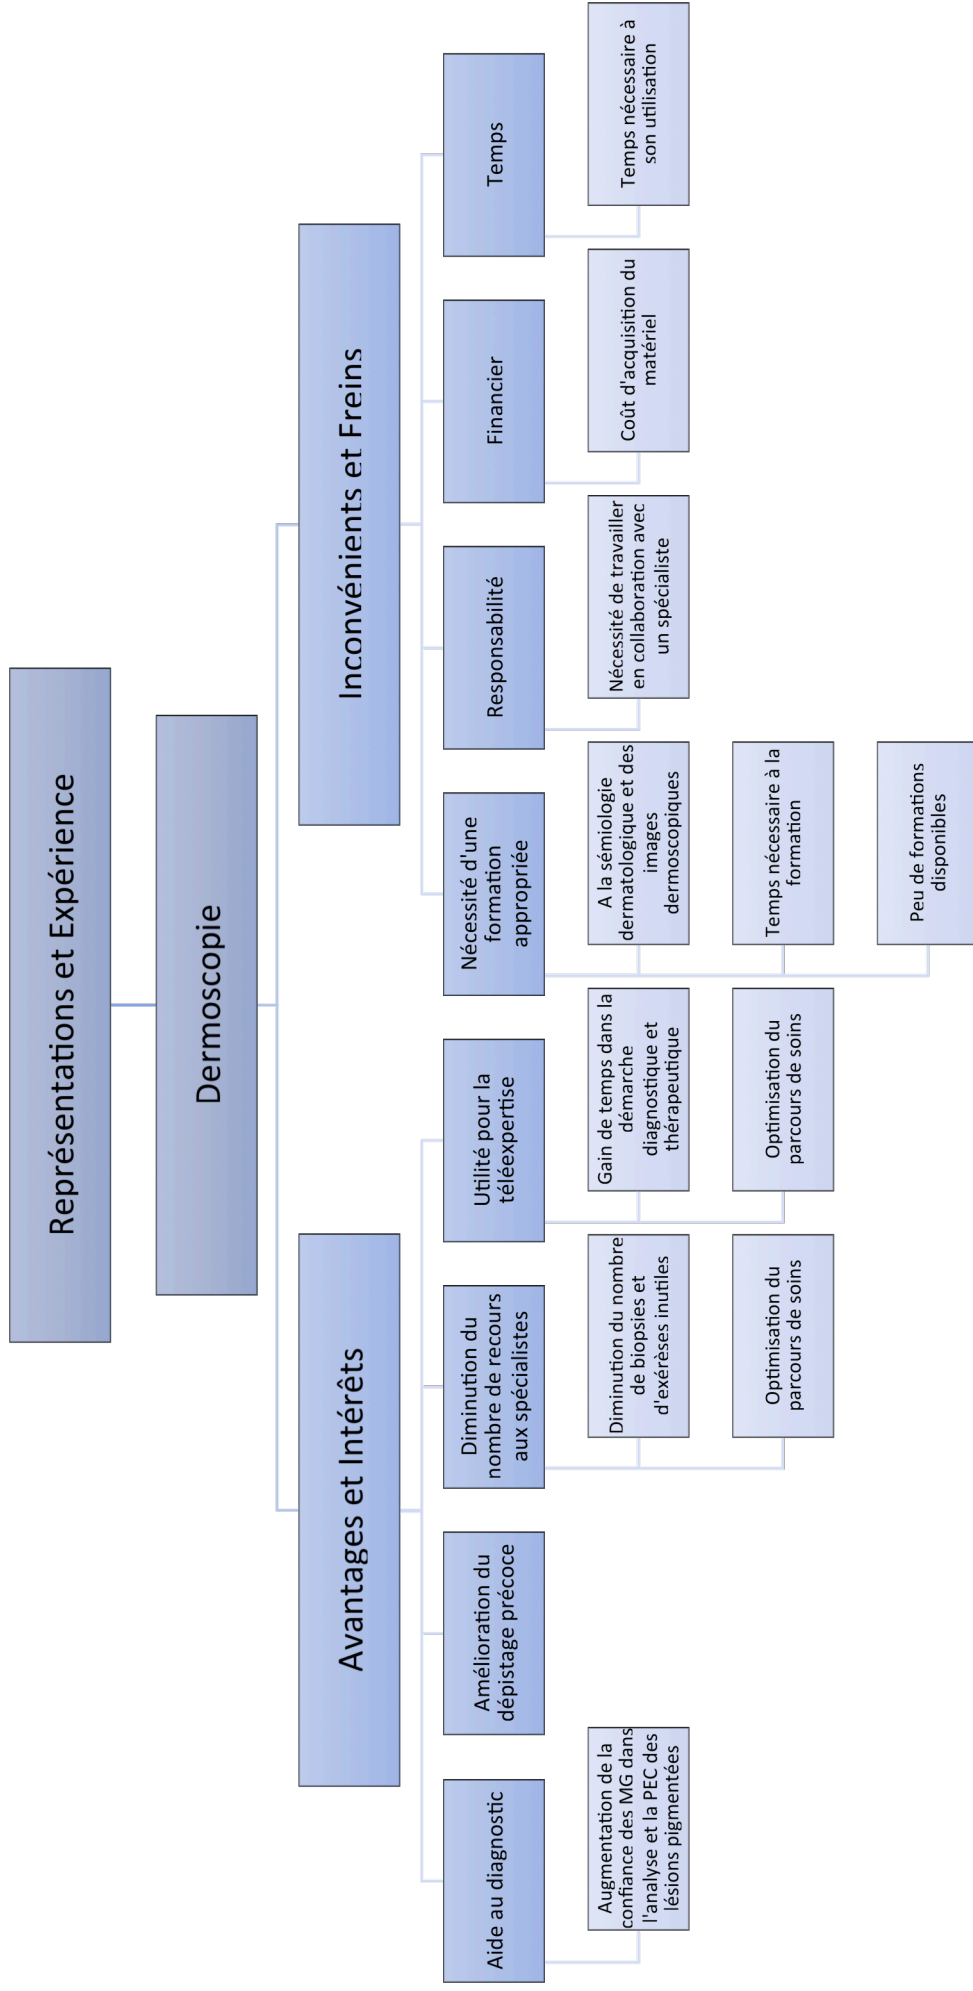 Représentations et Expérience
Dermoscopie
Avantages et Intérêts
Inconvénients et Freins
Aide au diagnostic
Augmentation de la
confiance des MG dans
l'analyse et la PEC des
lésions pigmentées
Amélioration du
dépistage précoce
Diminution du
nombre de recours
aux spécialistes
Diminution du nombre
de biopsies et
d'exérèses inutiles
Optimisation du
parcours de soins
Utilité pour la
téléexpertise
Gain de temps dans la
démarche
diagnostique et
thérapeutique
Optimisation du
parcours de soins
Nécessité d'une
formation
appropriée
A la sémiologie
dermatologique et des
images
dermoscopiques
Temps nécessaire à la
formation
Peu de formations
disponibles
Responsabilité
Nécessité de travailler
en collaboration avec
un spécialiste
Financier
Coût d'acquisition du
matériel
Temps
Temps nécessaire à
son utilisation